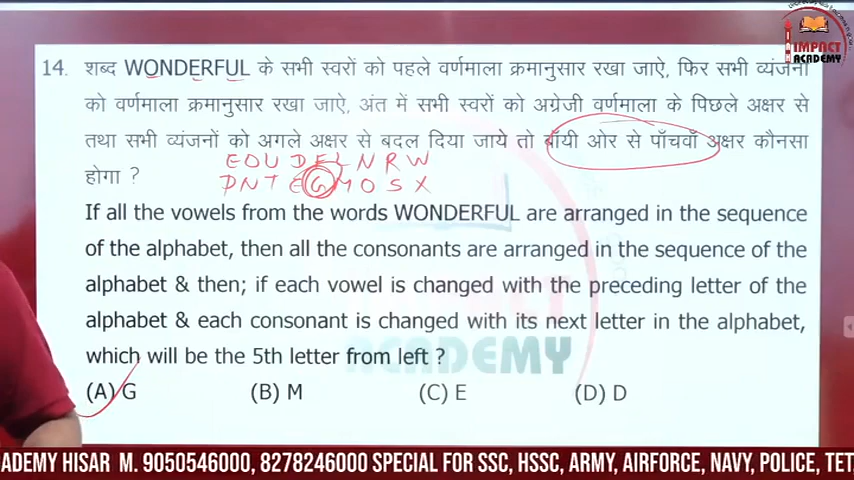 IMPACT
ACADEMY
14. शब्द WONDERFUL के सभी स्वरों को पहले वर्णमाला क्रमानुसार रखा जाऐ, फिर सभी व्यंजनों
को वर्णमाला क्रमानुसार रखा जाऐ, अंत में सभी स्वरों को अग्रेजी वर्णमाला के पिछले अक्षर से
तथा सभी व्यंजनों को अगले अक्षर से बदल दिया जाये तो बाँयी ओर से पाँचवाँ अक्षर कौनसा
होगा ?
E O U D F L N R W
D N T E G M O S X
If all the vowels from the words WONDERFUL are arranged in the sequence
of the alphabet, then all the consonants are arranged in the sequence of the
alphabet & then; if each vowel is changed with the preceding letter of the
alphabet & each consonant is changed with its next letter in the alphabet,
which will be the 5th letter from left ?
(A) G (B) M (C) E (D) D
ACADEMY
ADEMY HISAR M. 9050546000, 8278246000 SPECIAL FOR SSC, HSSC, ARMY, AIRFORCE, NAVY, POLICE, TET